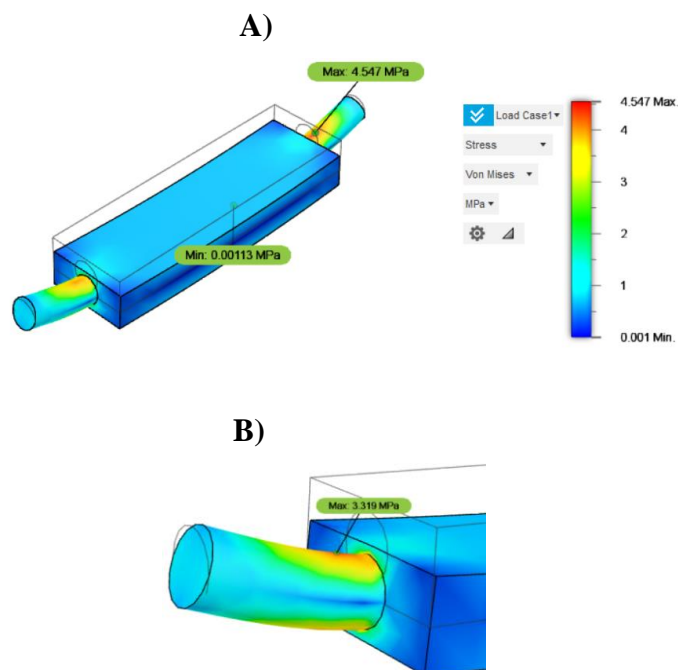 A)
Max: 4.547 MPa
Min: 0.00113 MPa
Load Case1
Stress
Von Mises
MPa
4.547 Max.
4
3
2
1
0.001 Min.
B)
Max: 3.319 MPa